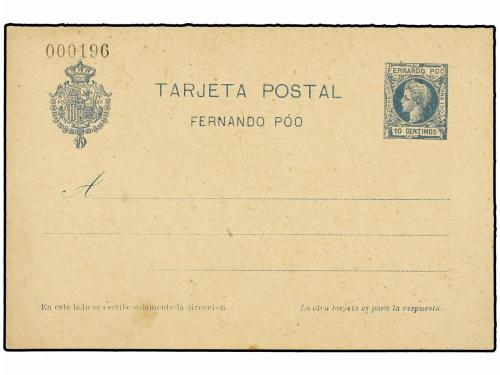 000196
TARJETA POSTAL
FERNANDO PÓO
FERNANDO POO
10 CENTIMOS
A
En este lado se escribe solamente la dirección.
La otra tarjeta es para la respuesta.